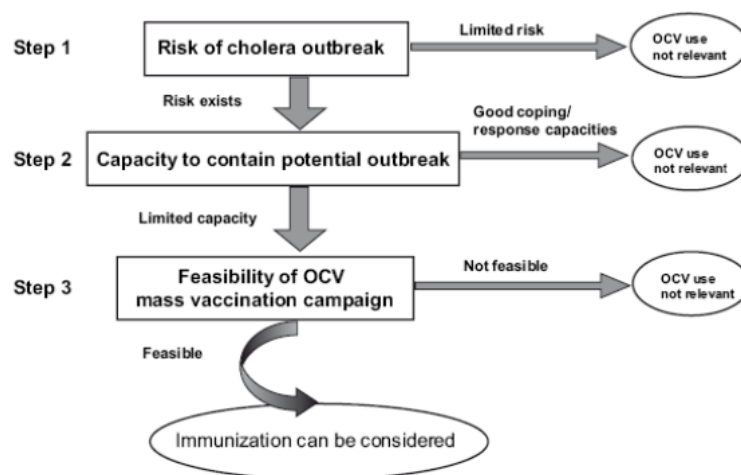 Step 1
Risk of cholera outbreak
Limited risk
OCV use
not relevant
Risk exists
Good coping/
response capacities
Step 2
Capacity to contain potential outbreak
OCV use
not relevant
Limited capacity
Step 3
Feasibility of OCV
mass vaccination campaign
Not feasible
OCV use
not relevant
Feasible
Immunization can be considered